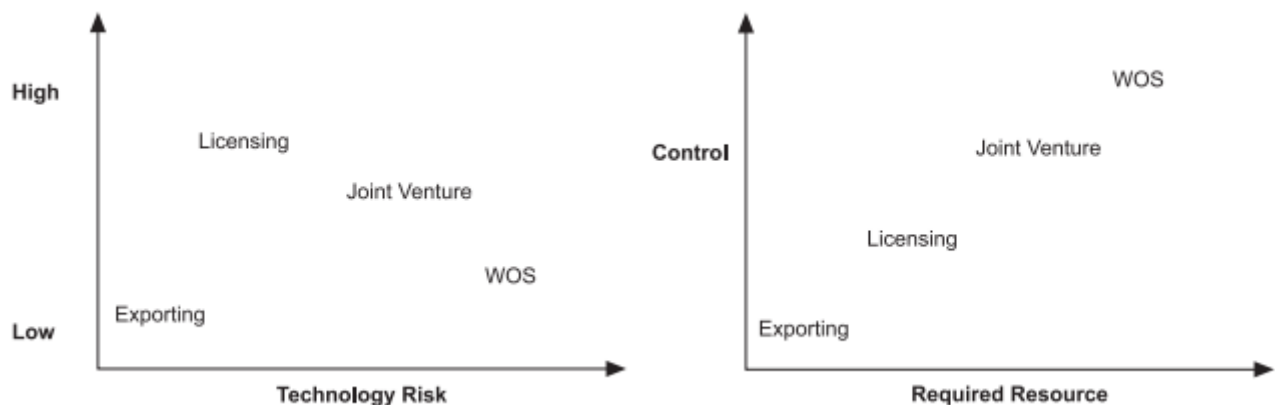 High
Licensing
Joint Venture
WOS
Exporting
Low
Technology Risk
WOS
Control
Joint Venture
Licensing
Exporting
Required Resource